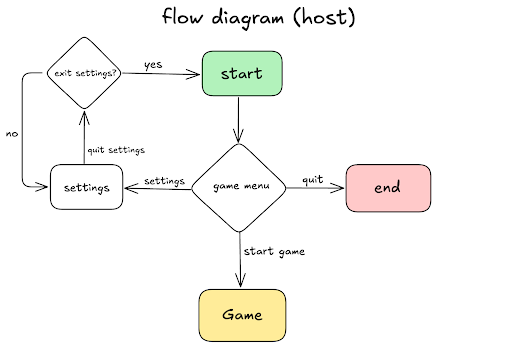 flow diagram (host)
exit settings?
yes
start
no
quit settings
settings
settings
game menu
quit
end
start game
Game